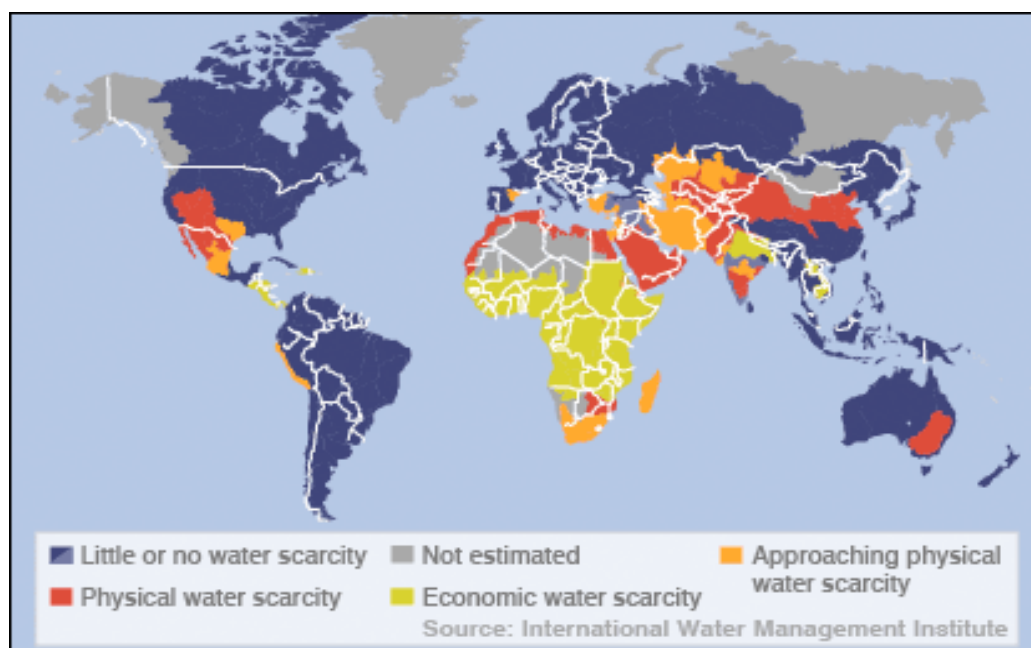 Little or no water scarcity
Not estimated
Approaching physical
water scarcity
Physical water scarcity
Economic water scarcity
Source: International Water Management Institute